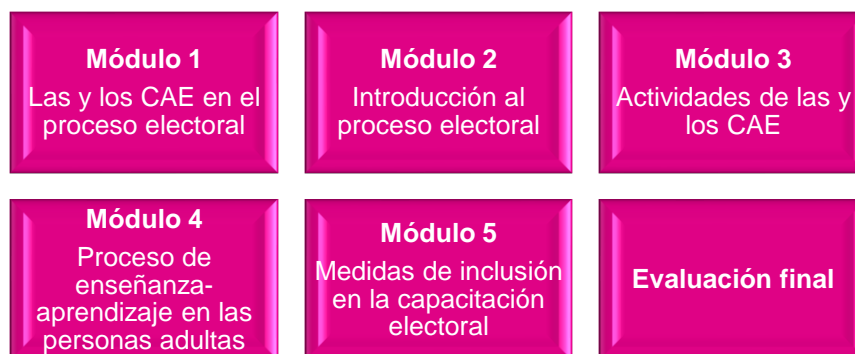 Módulo 1
Las y los CAE en el
proceso electoral
Módulo 2
Introducción al
proceso electoral
Módulo 3
Actividades de las y
los CAE
Módulo 4
Proceso de
enseñanza-
aprendizaje en las
personas adultas
Módulo 5
Medidas de inclusión
en la capacitación
electoral
Evaluación final